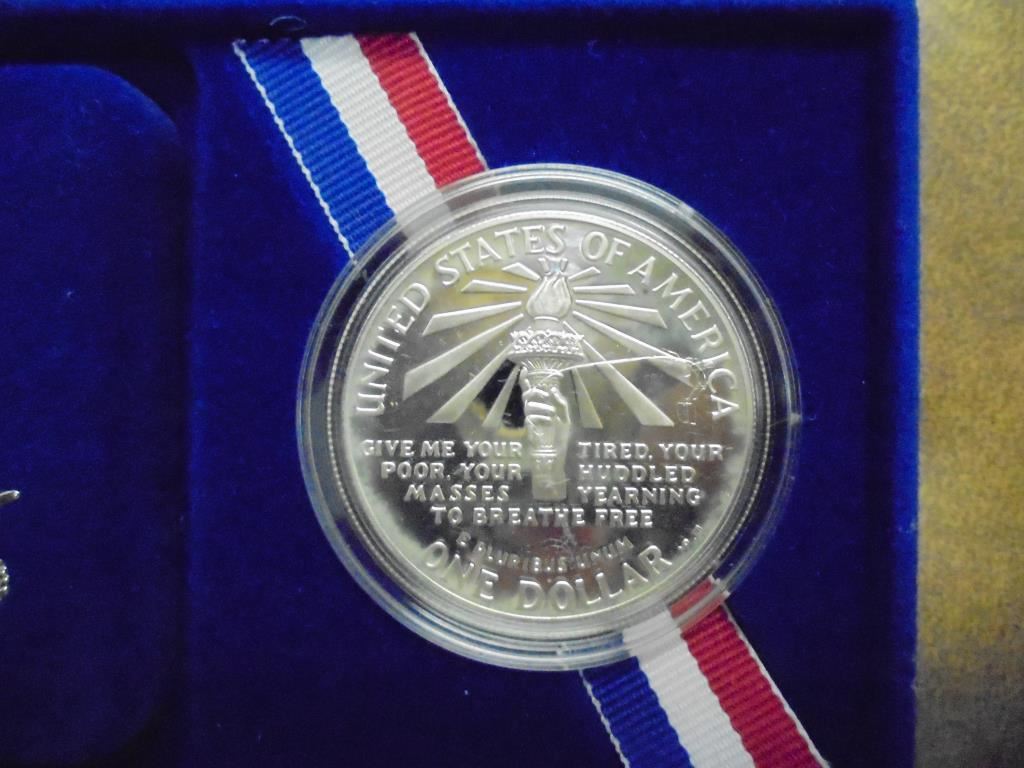 UNITED STATES OF AMERICA
GIVE ME YOUR TIRED, YOUR
POOR, YOUR HUDDLED
MASSES YEARNING
TO BREATHE FREE
E PLURIBUS UNUM
ONE DOLLAR